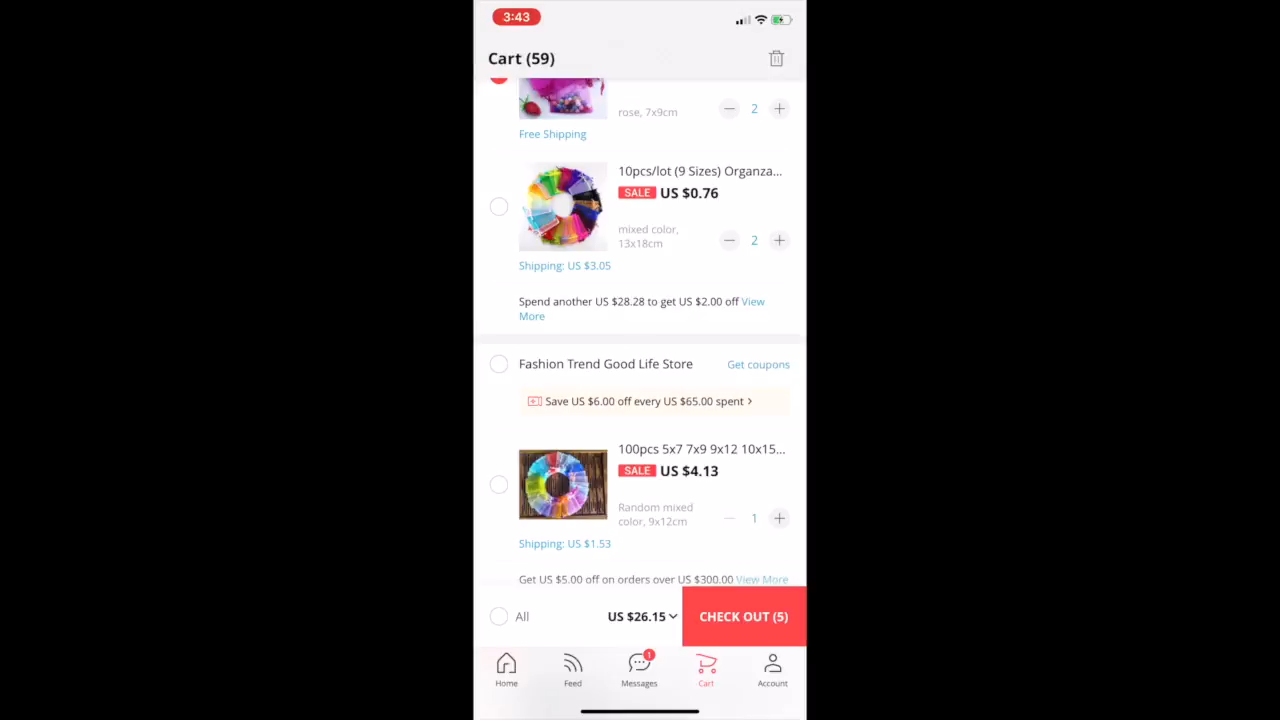 3:43
Cart (59)
rose, 7x9cm
2
Free Shipping
10pcs/lot (9 Sizes) Organza...
SALE US $0.76
mixed color,
13x18cm
2
Shipping: US $3.05
Spend another US $28.28 to get US $2.00 off View
More
Fashion Trend Good Life Store
Get coupons
Save US $6.00 off every US $65.00 spent >
100pcs 5x7 7x9 9x12 10x15...
SALE US $4.13
Random mixed
color, 9x12cm
1
Shipping: US $1.53
Get US $5.00 off on orders over US $300.00 View More
All
US $26.15
CHECK OUT (5)
1
Home
Feed
Messages
Cart
Account